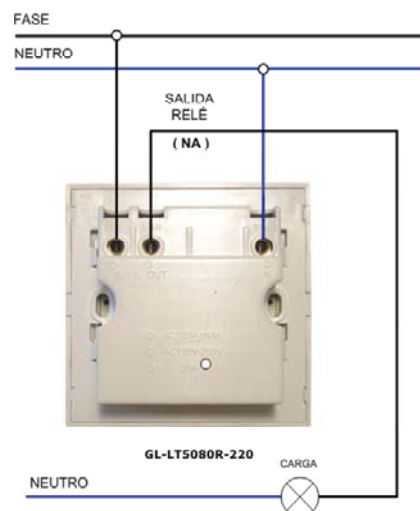 FASE
NEUTRO
SALIDA
RELÉ
( NA )
L OUT
N
GL-LT5080R-220
CARGA
NEUTRO